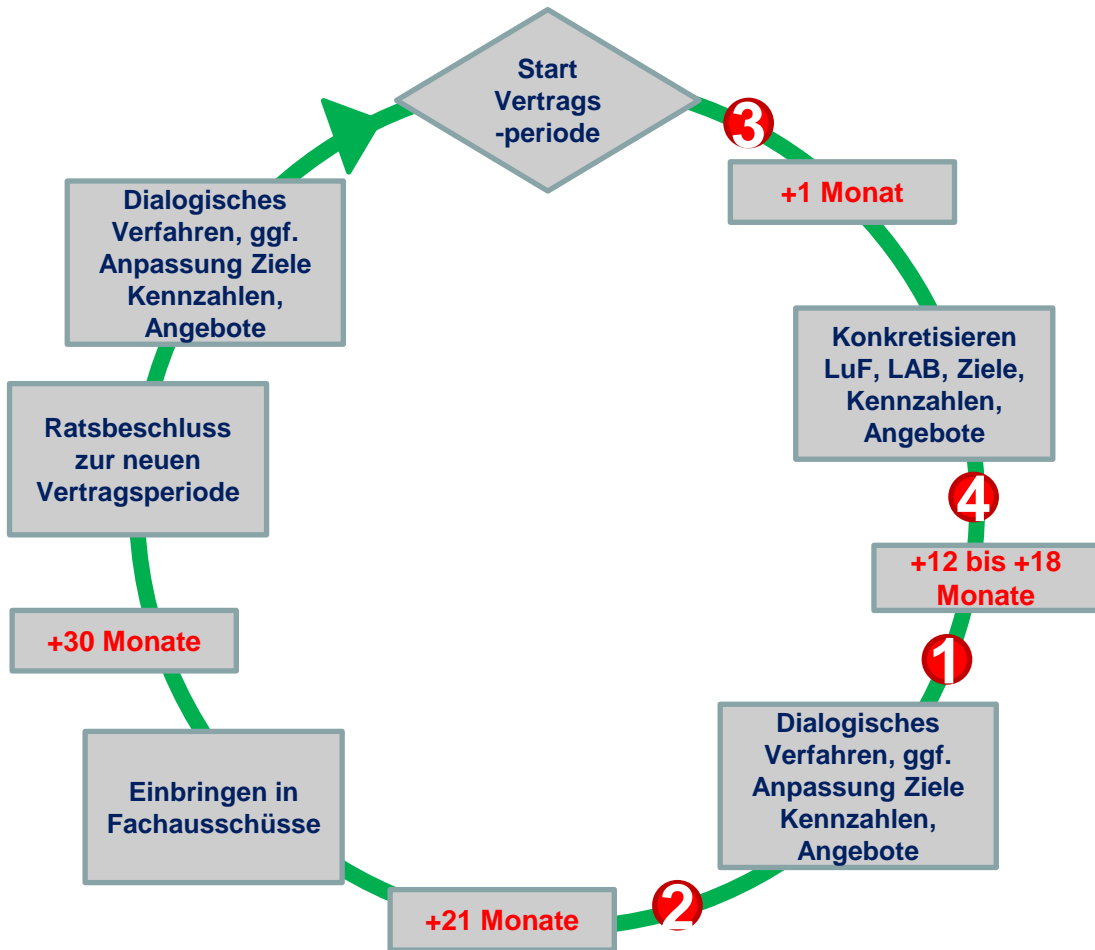 Start
Vertrags
-periode
3
+1 Monat
Konkretisieren
LuF, LAB, Ziele,
Kennzahlen,
Angebote
4
+12 bis +18
Monate
1
Dialogisches
Verfahren, ggf.
Anpassung Ziele
Kennzahlen,
Angebote
2
+21 Monate
Einbringen in
Fachausschüsse
+30 Monate
Ratsbeschluss
zur neuen
Vertragsperiode
Dialogisches
Verfahren, ggf.
Anpassung Ziele
Kennzahlen,
Angebote